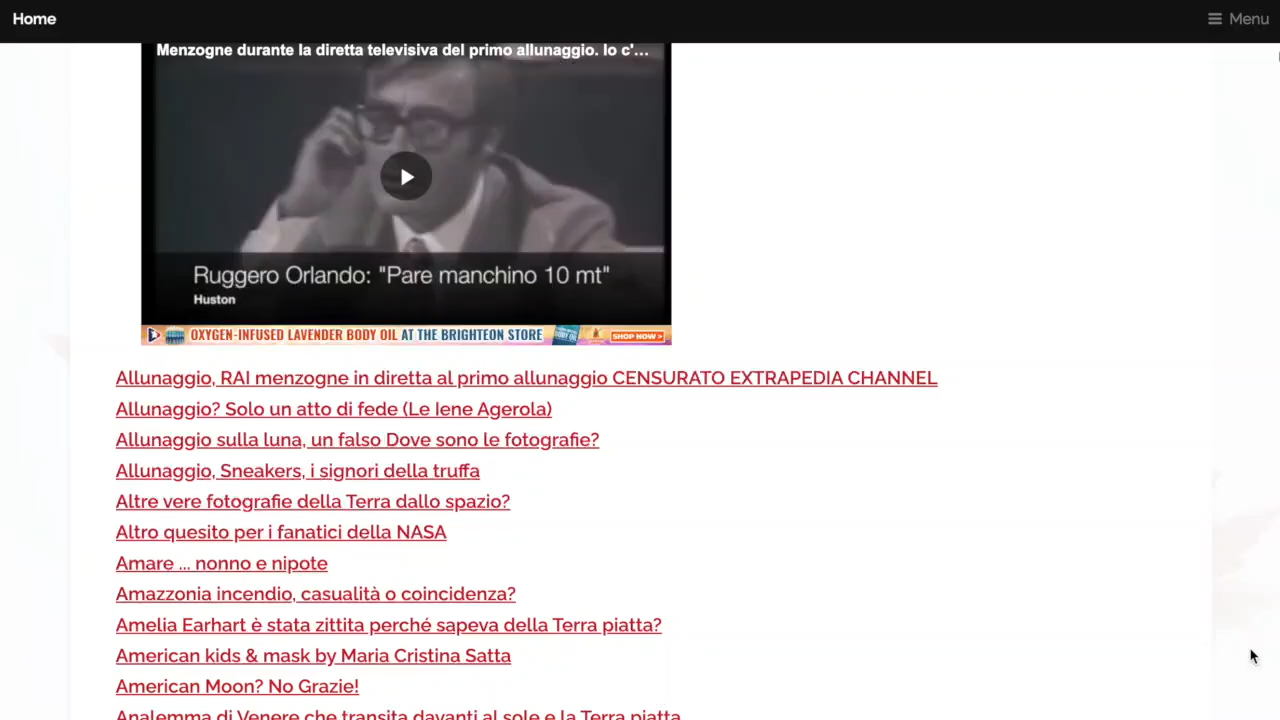 Home
Menu
Menzogne durante la diretta televisiva del primo allunaggio. Io c'...
Ruggero Orlando: "Pare manchino 10 mt"
Huston
OXYGEN-INFUSED LAVENDER BODY OIL AT THE BRIGHTEON STORE
SHOP NOW >
Allunaggio, RAI menzogne in diretta al primo allunaggio CENSURATO EXTRAPEDIA CHANNEL
Allunaggio? Solo un atto di fede (Le Iene Agerola)
Allunaggio sulla luna, un falso Dove sono le fotografie?
Allunaggio, Sneakers, i signori della truffa
Altre vere fotografie della Terra dallo spazio?
Altro quesito per i fanatici della NASA
Amare ... nonno e nipote
Amazzonia incendio, casualità o coincidenza?
Amelia Earhart è stata zittita perché sapeva della Terra piatta?
American kids & mask by Maria Cristina Satta
American Moon? No Grazie!
Analemma di Venere che transita davanti al sole e la Terra piatta